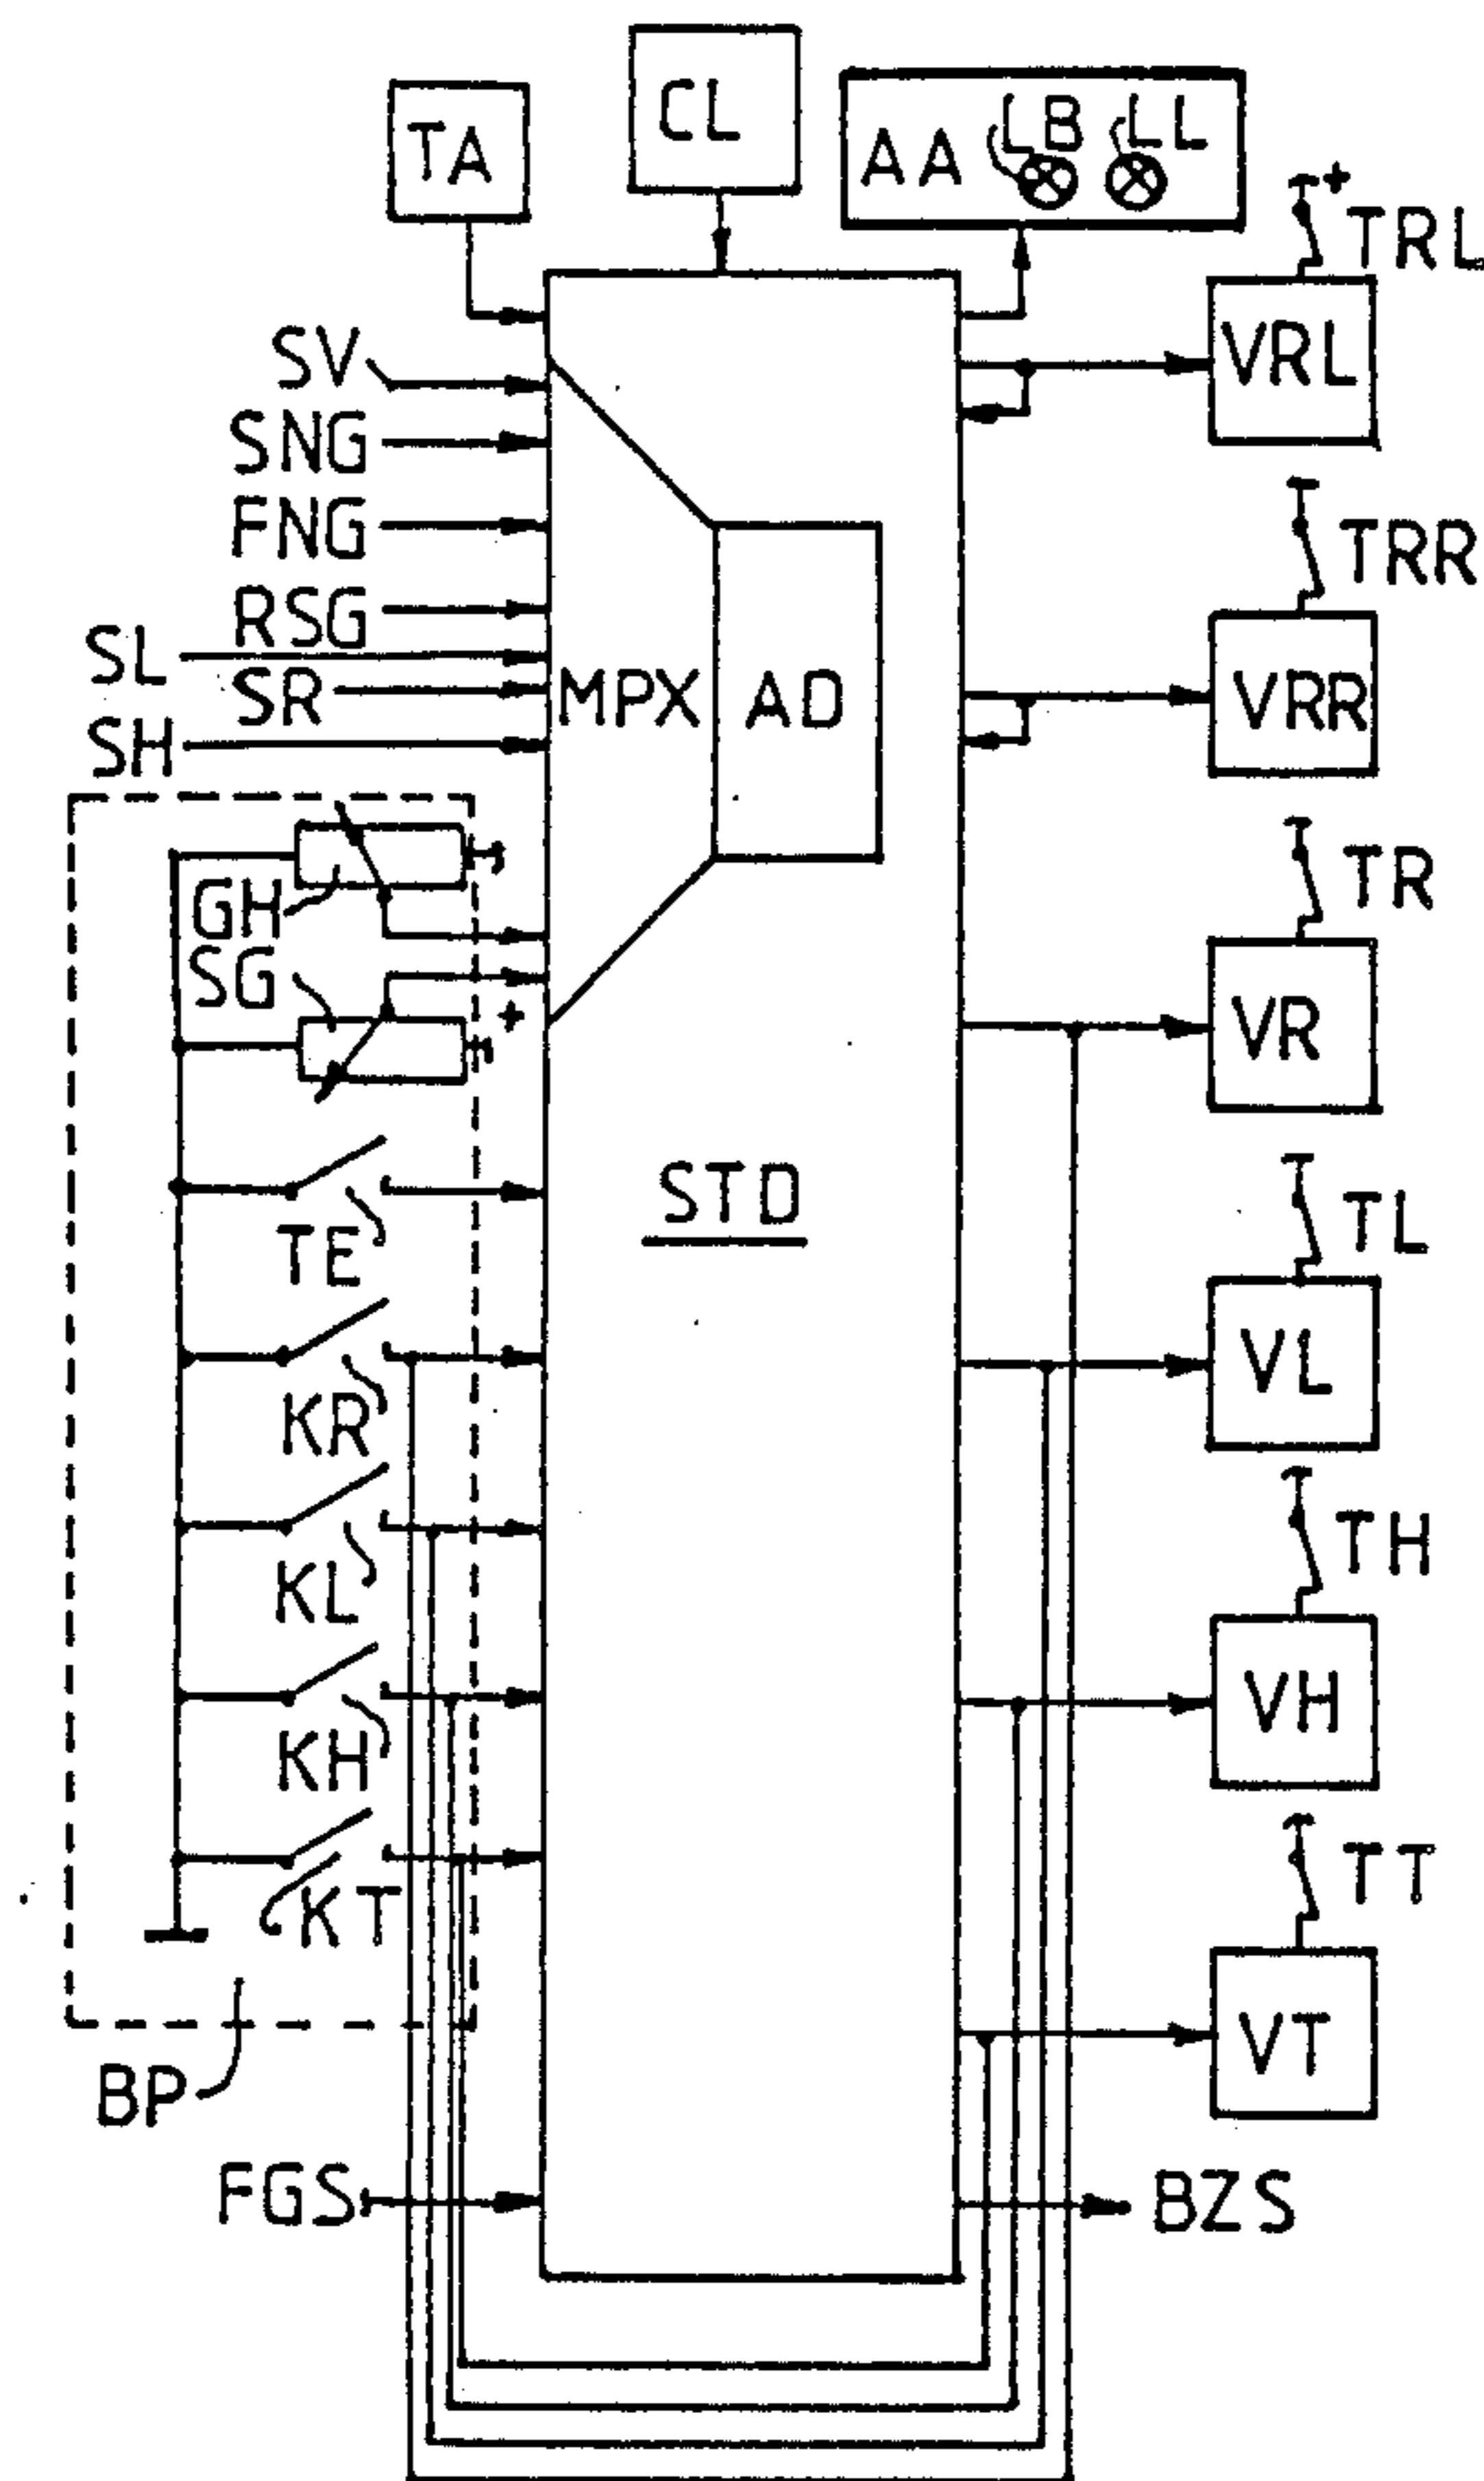 TA
CL
AA LB LL
+
TRL
VRL
SV
SNG
FNG
RSG
SL
SR
SH
MPX
AD
TRR
VRR
GH
SG
+
TR
VR
STD
TE
TL
VL
KR
KL
TH
VH
KH
KT
TT
VT
BP
FGS
BZS